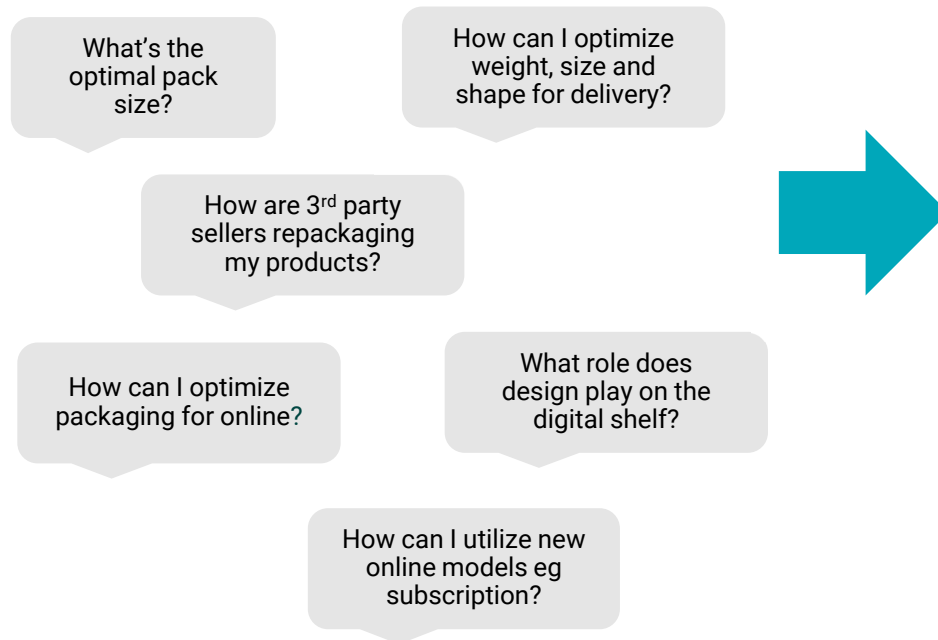 What’s the
optimal pack
size?
How can I optimize
weight, size and
shape for delivery?
How are 3rd party
sellers repackaging
my products?
How can I optimize
packaging for online?
What role does
design play on the
digital shelf?
How can I utilize new
online models eg
subscription?